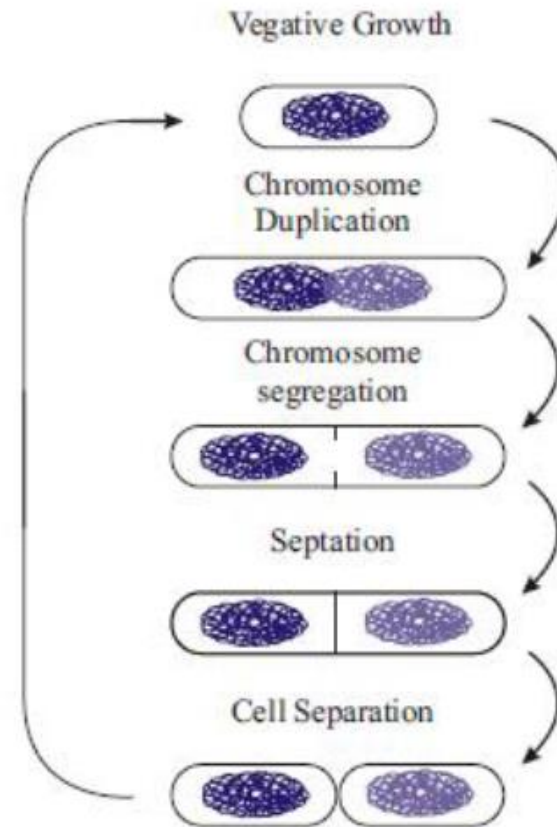 Vegative Growth
Chromosome
Duplication
Chromosome
segregation
Septation
Cell Separation